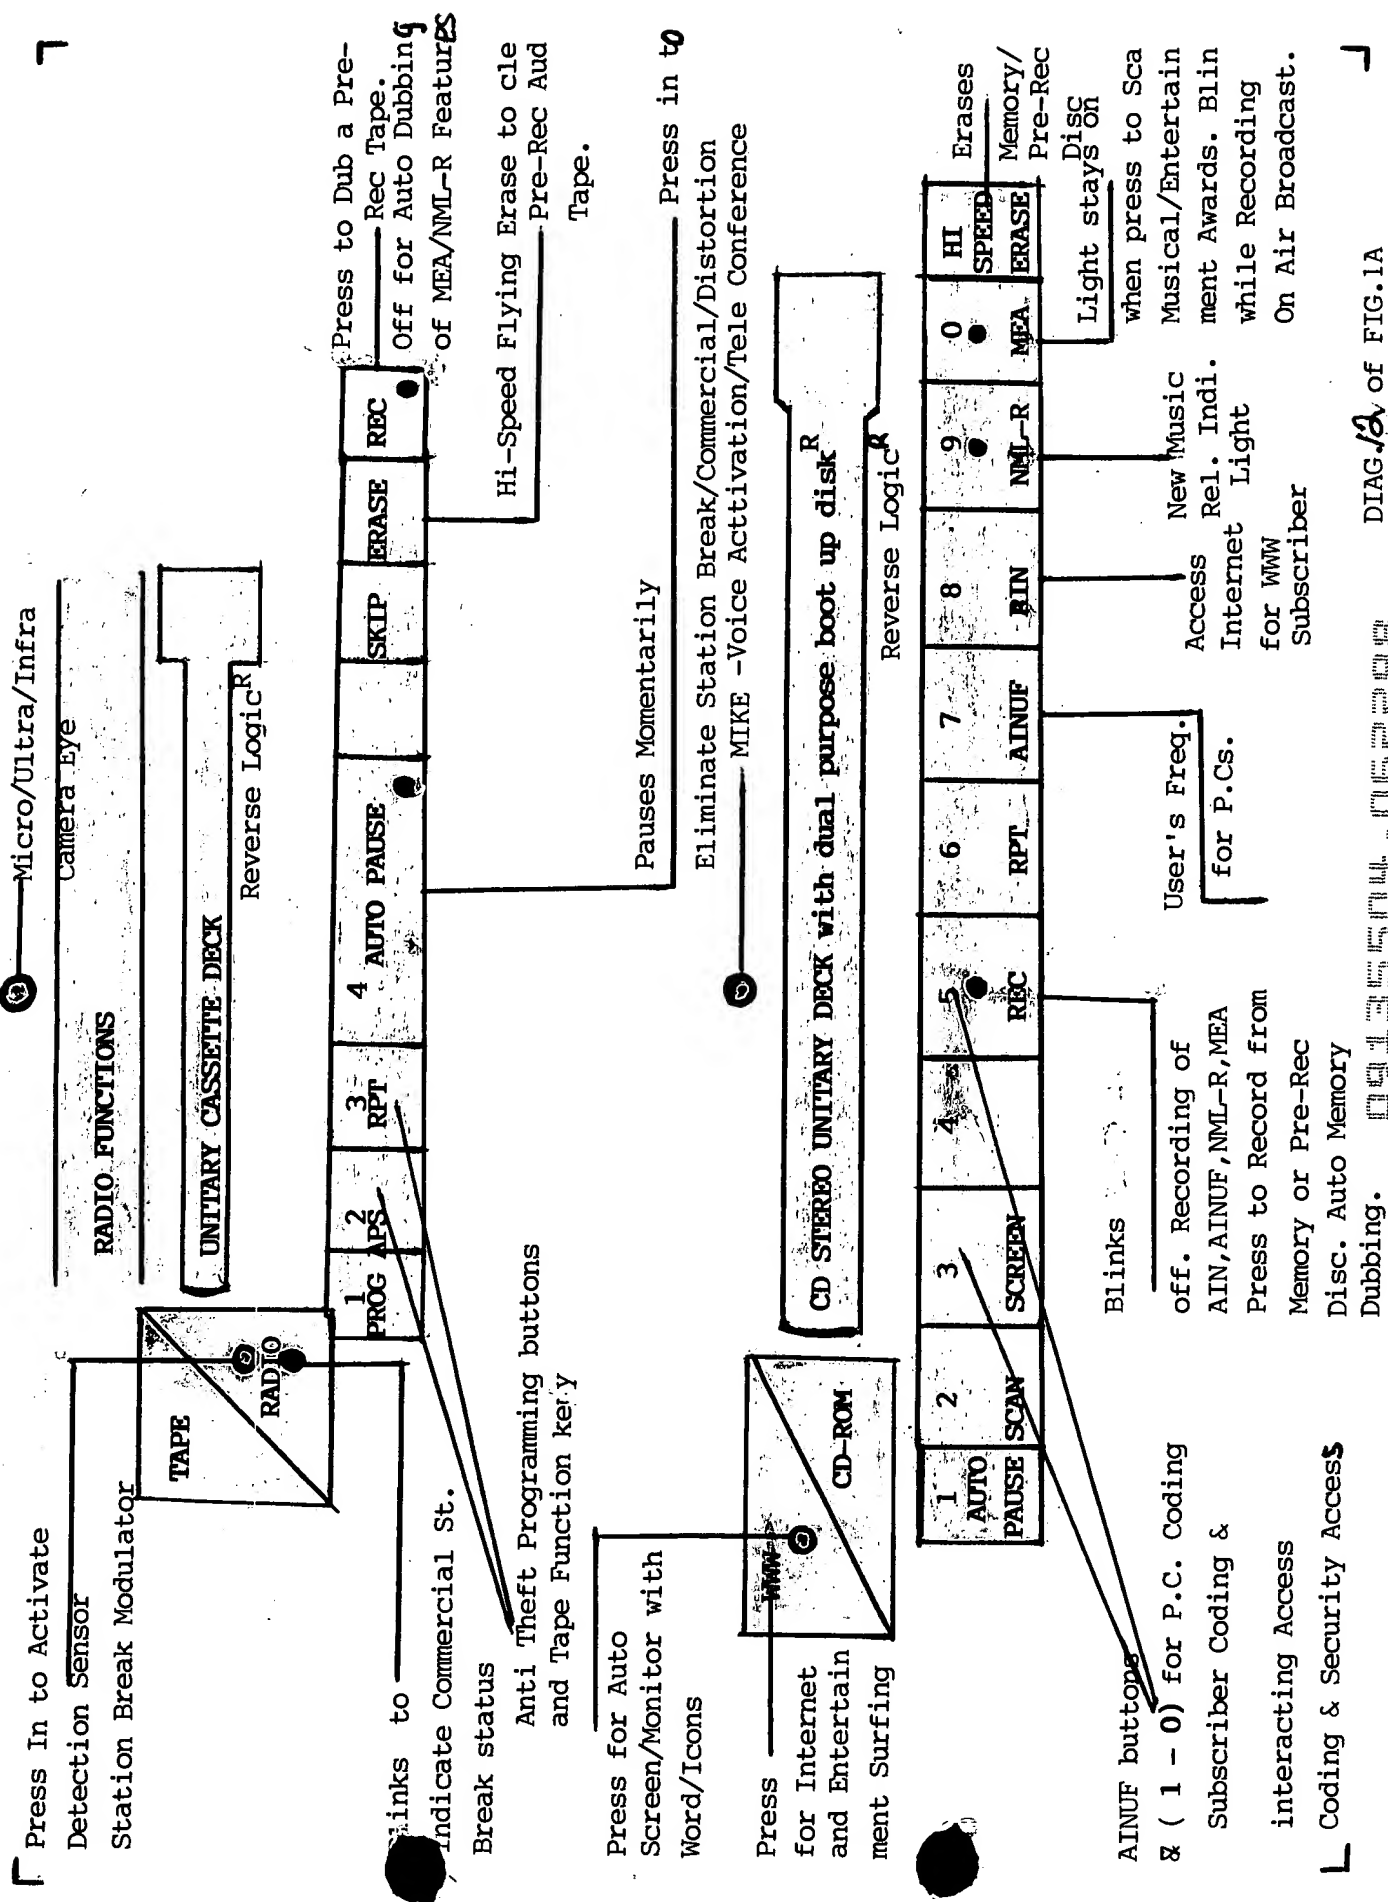 Press In to Activate
Detection Sensor
Station Break Modulator
Micro/Ultra/Infra
Camera Eye
RADIO FUNCTIONS
UNITARY CASSETTE DECK
Reverse Logic R
TAPE
RADIO
1
PROG
2
APS
3
RPT
4
AUTO PAUSE
SKIP
ERASE
REC
Press to Dub a Pre-
Rec Tape.
Off for Auto Dubbing
of MEA/NML-R Features
Hi-Speed Flying Erase to cle
Pre-Rec Aud
Tape.
Blinks to
Indicate Commercial St.
Break status
Anti Theft Programming buttons
and Tape Function key
Pauses Momentarily
Press in to
Eliminate Station Break/Commercial/Distortion
MIKE -Voice Acttivation/Tele Conference
Press for Auto
Screen/Monitor with
Word/Icons
Press
for Internet
and Entertain
ment Surfing
WWW
CD-ROM
CD STEREO UNITARY DECK with dual purpose boot up disk R
Reverse Logic R
1
AUTO
PAUSE
2
SCAN
3
SCREEN
4
5
REC
6
RPT
7
AINUF
8
AIN
9
NML-R
0
MEA
HI
SPEED
ERASE
Erases
Memory/
Pre-Rec
Disc
Light stays on
when press to Sca
Musical/Entertain
ment Awards. Blin
while Recording
On Air Broadcast.
New Music
Rel. Indi.
Light
Access
Internet
for WWW
Subscriber
User's Freq.
for P.Cs.
Blinks
off. Recording of
AIN,AINUF,NML-R,MEA
Press to Record from
Memory or Pre-Rec
Disc. Auto Memory
Dubbing.
AINUF buttons
& ( 1 - 0) for P.C. Coding
Subscriber Coding &
interacting Access
Coding & Security Access
DIAG.12 of FIG.1A